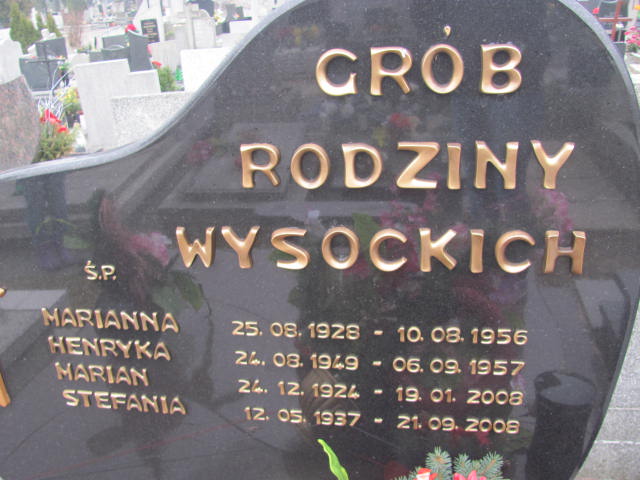 GRÓB
RODZINY
WYSOCKICH
Ś.P.
MARIANNA 25.08.1928 - 10.08.1956
HENRYKA 24.08.1949 - 06.09.1957
MARIAN 24.12.1924 - 19.01.2008
STEFANIA 12.05.1937 - 21.09.2008